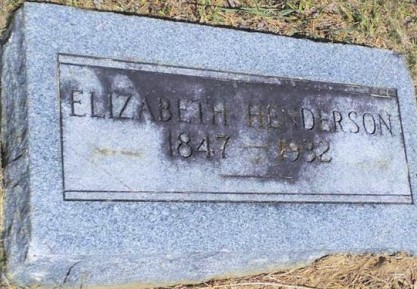 ELIZABETH HENDERSON
1847 – 1932